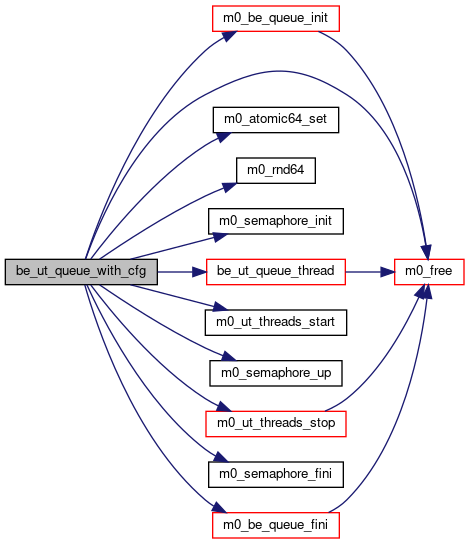 m0_be_queue_init
m0_atomic64_set
m0_rnd64
m0_semaphore_init
be_ut_queue_with_cfg
be_ut_queue_thread
m0_free
m0_ut_threads_start
m0_semaphore_up
m0_ut_threads_stop
m0_semaphore_fini
m0_be_queue_fini